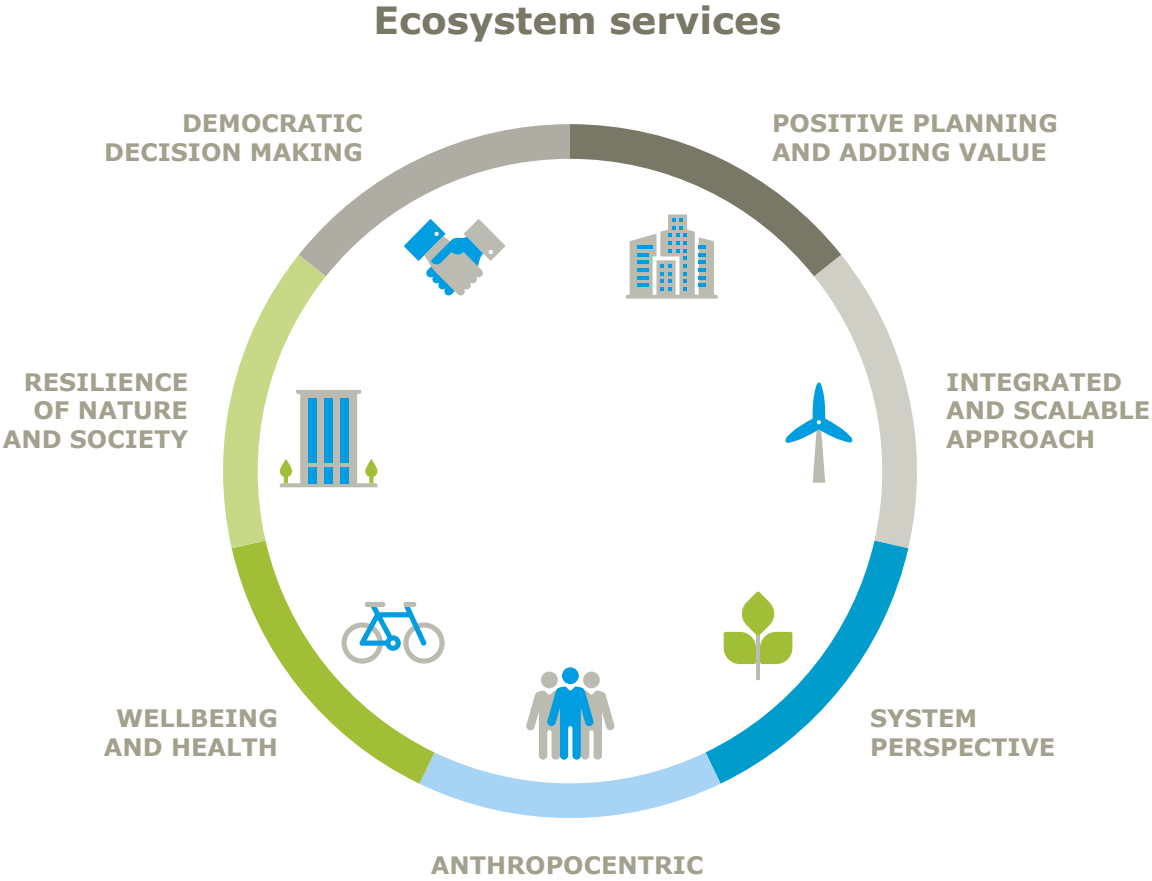 Ecosystem services
DEMOCRATIC
DECISION MAKING
POSITIVE PLANNING
AND ADDING VALUE
RESILIENCE
OF NATURE
AND SOCIETY
INTEGRATED
AND SCALABLE
APPROACH
WELLBEING
AND HEALTH
SYSTEM
PERSPECTIVE
ANTHROPOCENTRIC